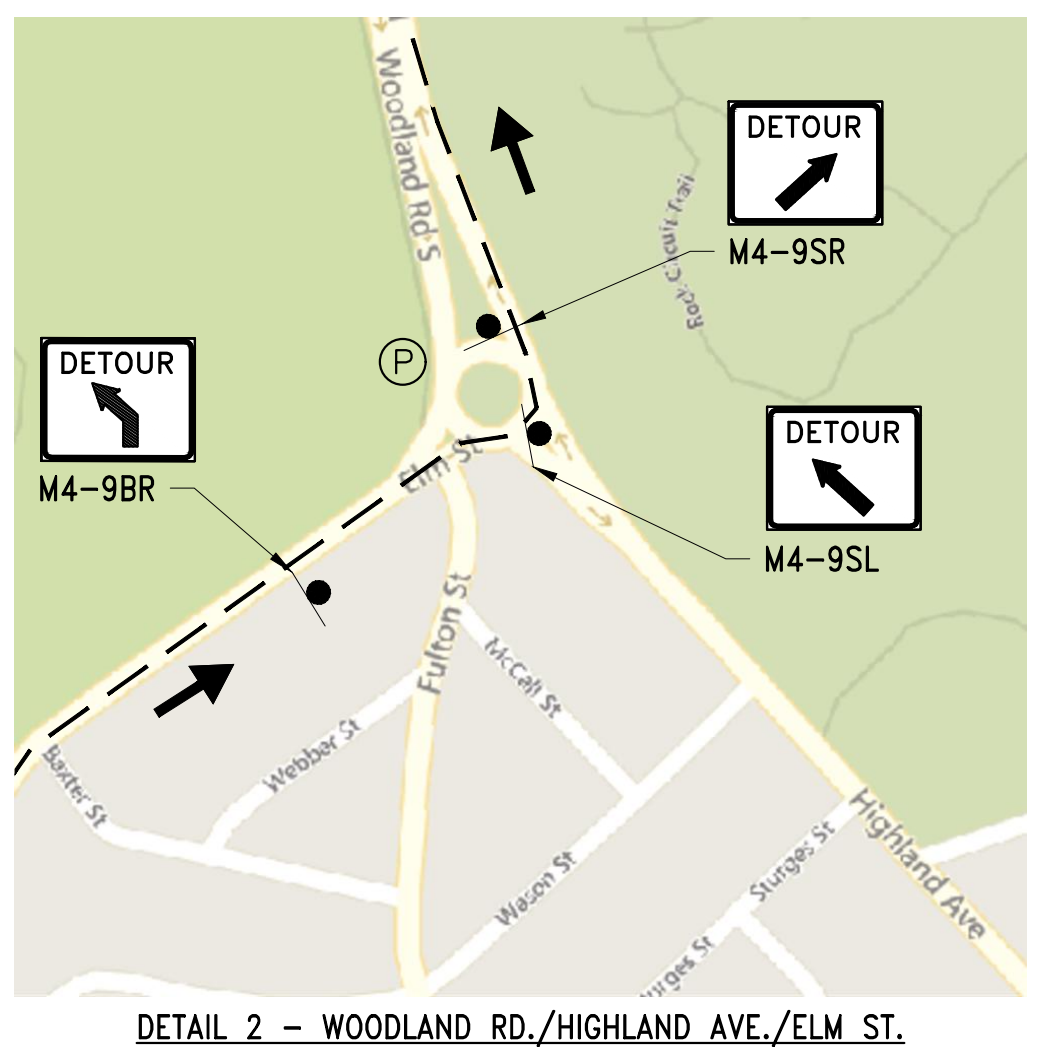 Woodland Rd S
DETOUR
M4-9SR
Rock Circuit Trail
P
DETOUR
M4-9BR
DETOUR
M4-9SL
Elm St
Fulton St
McCall St
Webber St
Baxter St
Highland Ave
Sturges St
Wason St
DETAIL 2 - WOODLAND RD./HIGHLAND AVE./ELM ST.